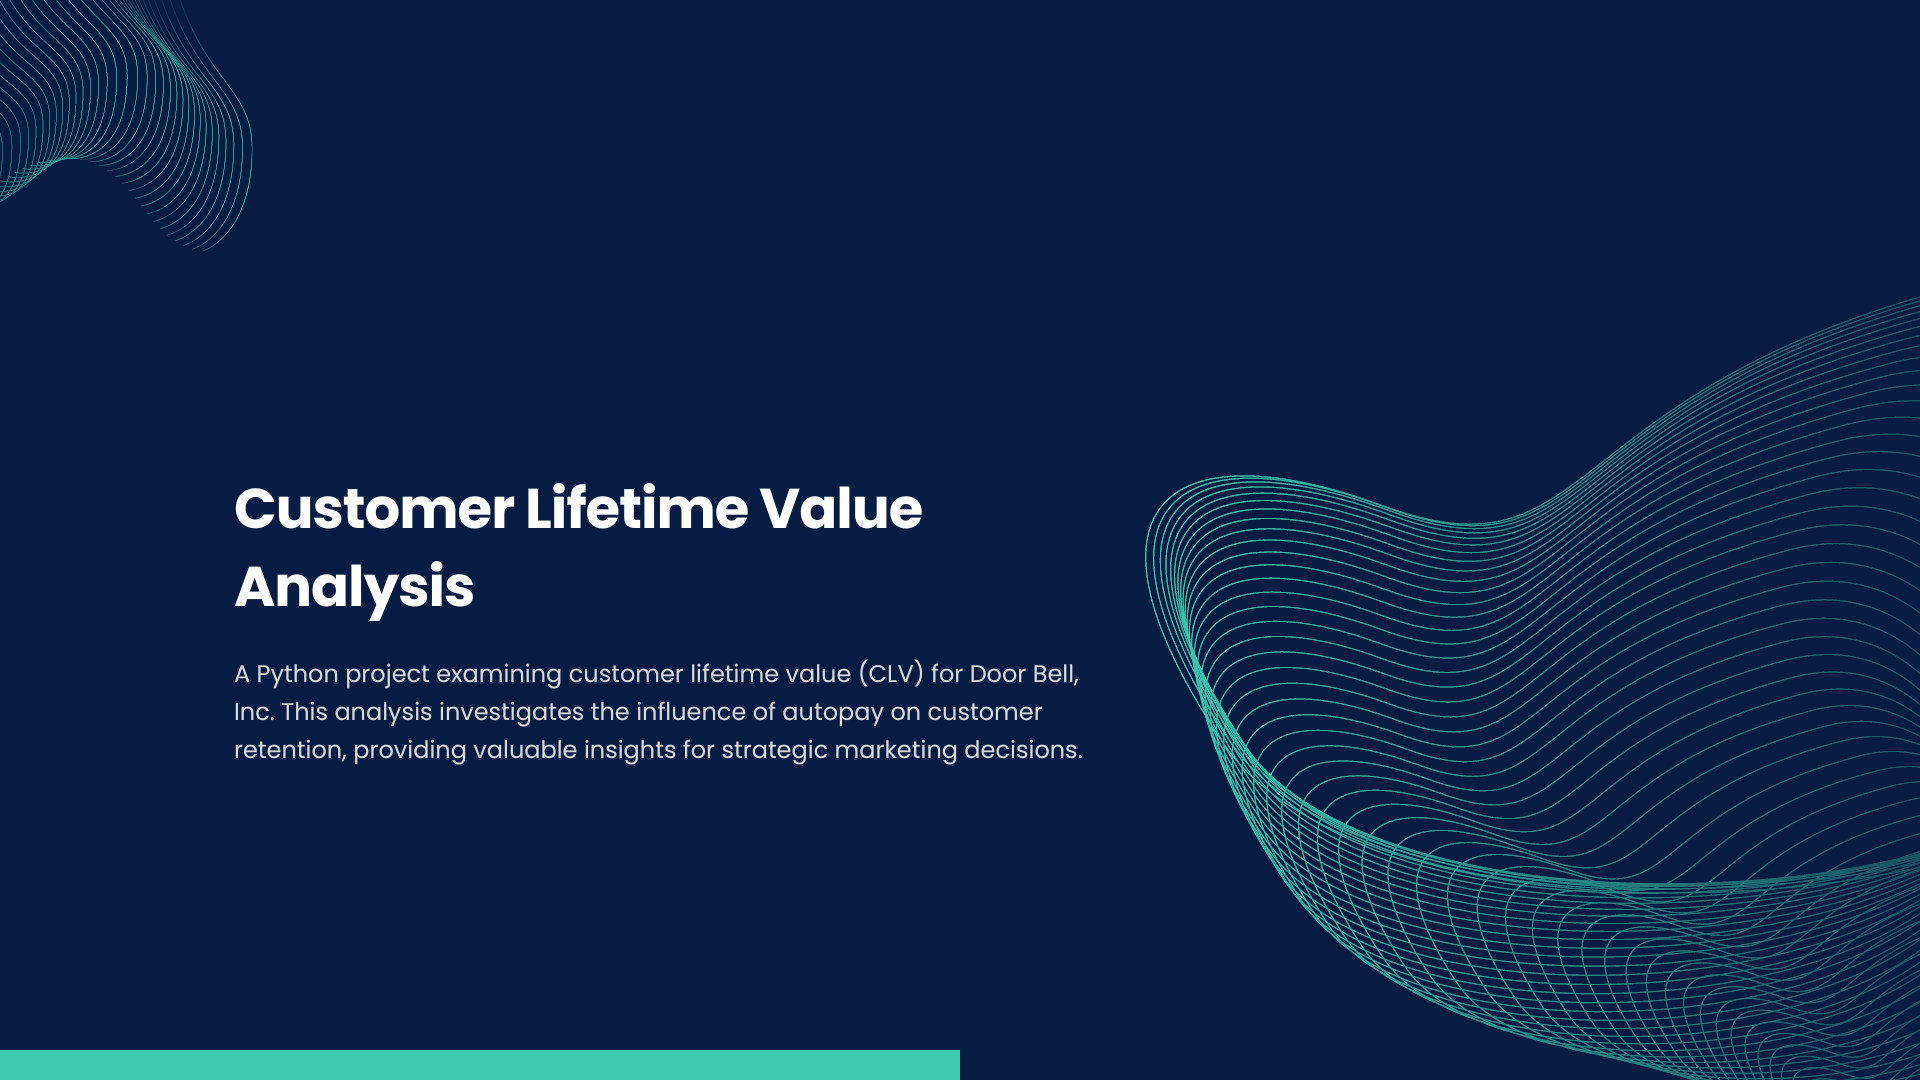 Customer Lifetime Value
Analysis
A Python project examining customer lifetime value (CLV) for Door Bell,
Inc. This analysis investigates the influence of autopay on customer
retention, providing valuable insights for strategic marketing decisions.